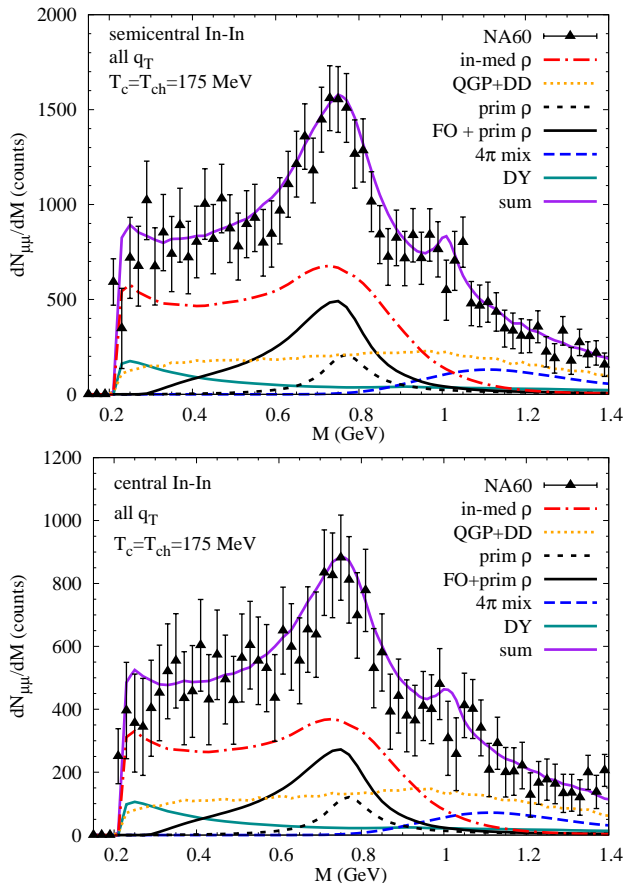 semicentral In-In
all q_T
T_c=T_ch=175 MeV
NA60
in-med ρ
QGP+DD
prim ρ
FO + prim ρ
4π mix
DY
sum
dN_μμ/dM (counts)
2000
1500
1000
500
0
0.2 0.4 0.6 0.8 1 1.2 1.4
M (GeV)
central In-In
all q_T
T_c=T_ch=175 MeV
NA60
in-med ρ
QGP+DD
prim ρ
FO+prim ρ
4π mix
DY
sum
dN_μμ/dM (counts)
1200
1000
800
600
400
200
0
0.2 0.4 0.6 0.8 1 1.2 1.4
M (GeV)